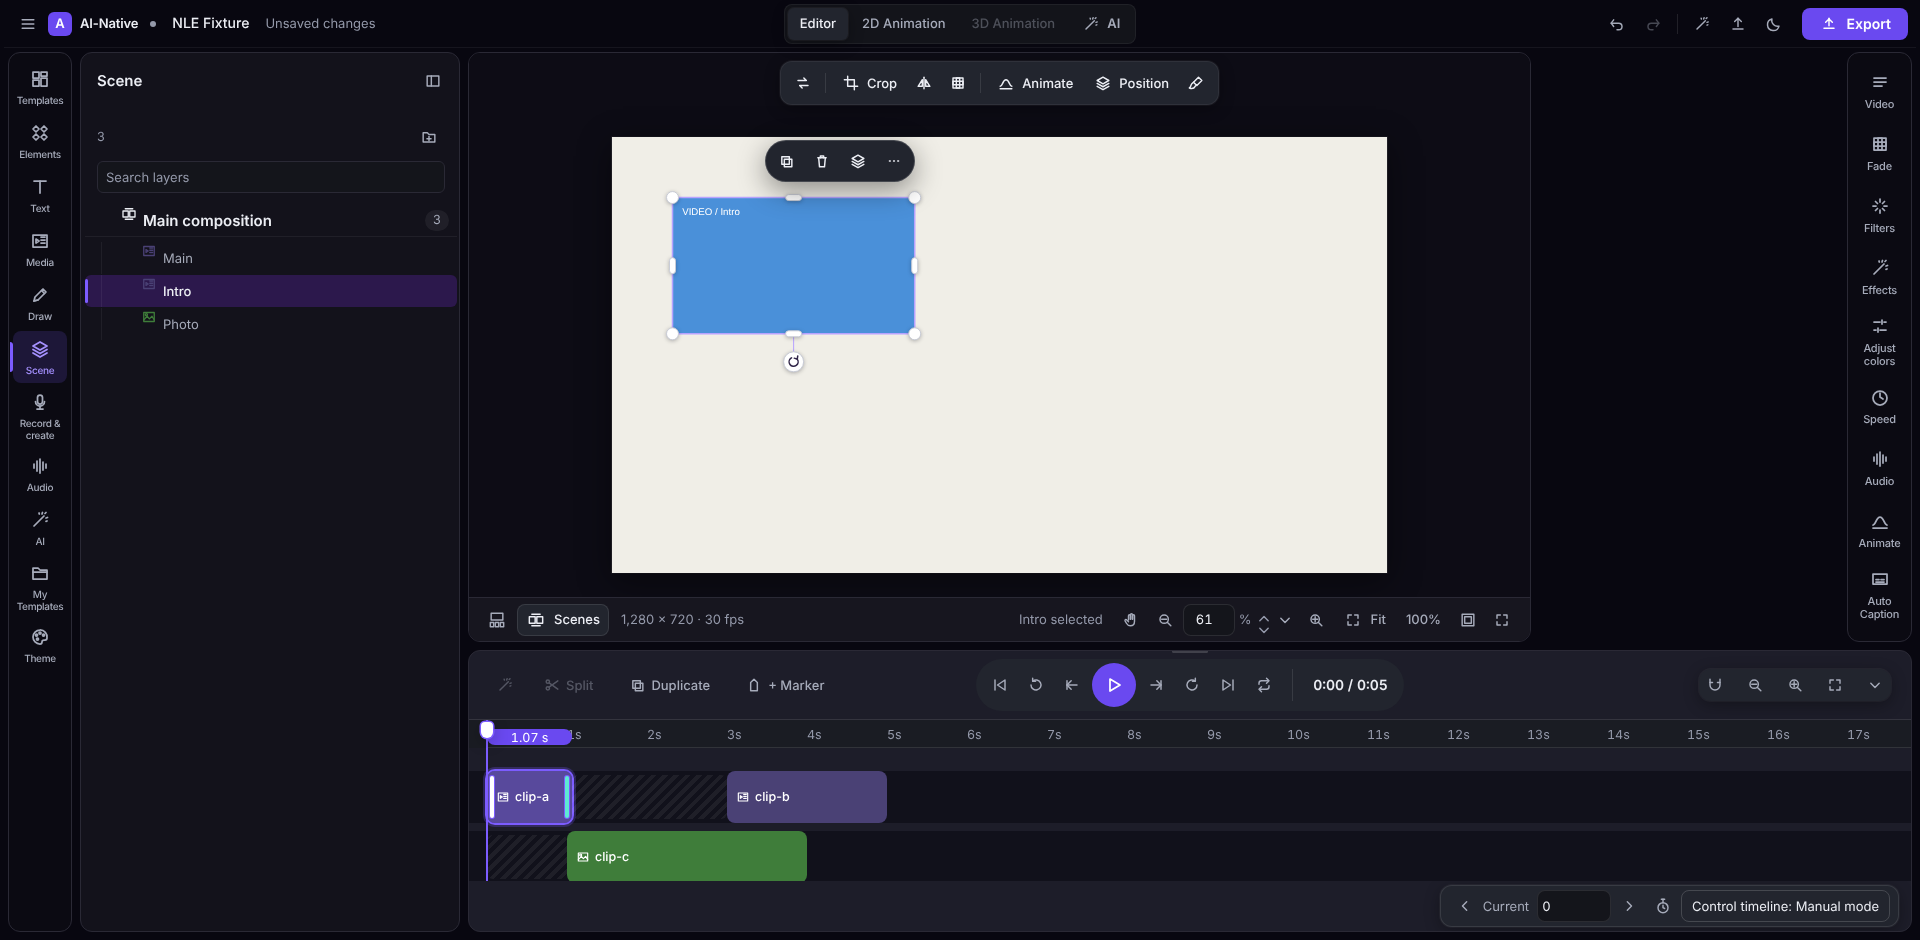 A AI-Native NLE Fixture Unsaved changes
Editor 2D Animation 3D Animation AI
Export
Templates
Elements
Text
Media
Draw
Scene
Record &
create
Audio
AI
My
Templates
Theme
Scene
3
Search layers
Main composition 3
Main
Intro
Photo
Crop Animate Position
VIDEO / Intro
Scenes 1,280 × 720 · 30 fps
Intro selected 61 % Fit 100%
Video
Fade
Filters
Effects
Adjust
colors
Speed
Audio
Animate
Auto
Caption
Split Duplicate + Marker
0:00 / 0:05
1.07 s 1s 2s 3s 4s 5s 6s 7s 8s 9s 10s 11s 12s 13s 14s 15s 16s 17s
clip-a clip-b
clip-c
Current 0 Control timeline: Manual mode